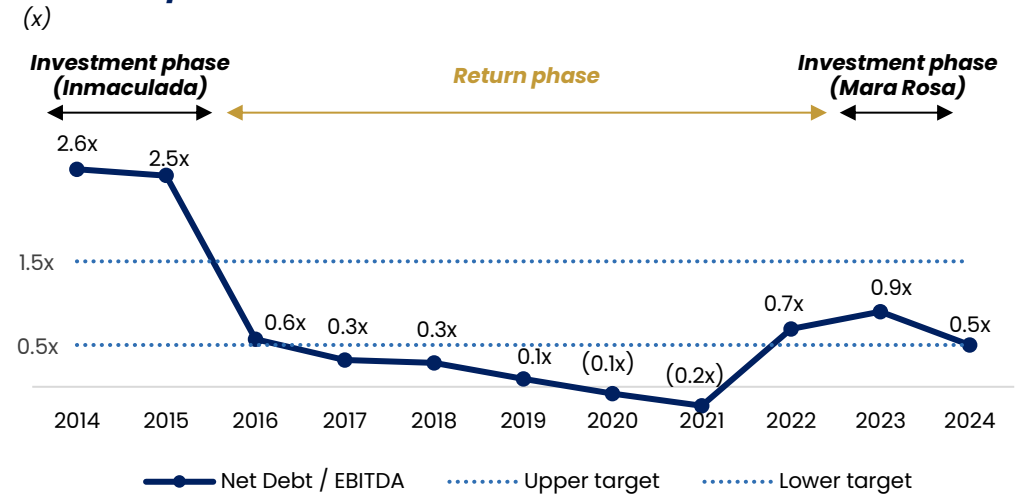 (x)
Investment phase
(Inmaculada)
Return phase
Investment phase
(Mara Rosa)
2.6x
2.5x
1.5x
0.9x
0.7x
0.6x
0.3x
0.3x
0.5x
0.5x
0.1x
(0.1x)
(0.2x)
2014 2015 2016 2017 2018 2019 2020 2021 2022 2023 2024
Net Debt / EBITDA
Upper target
Lower target